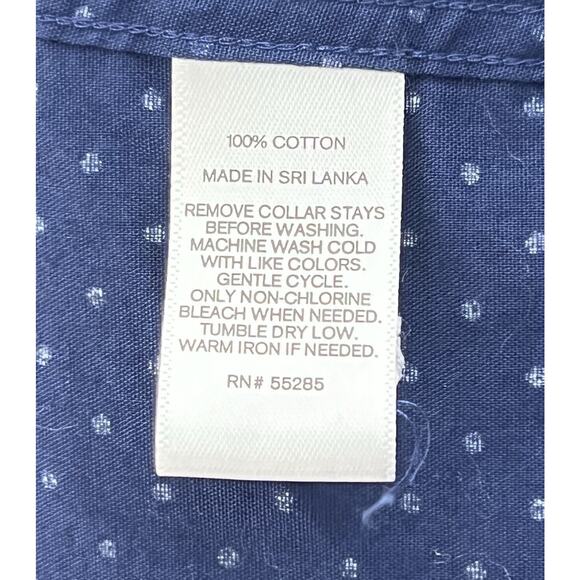 100% COTTON
MADE IN SRI LANKA
REMOVE COLLAR STAYS
BEFORE WASHING.
MACHINE WASH COLD
WITH LIKE COLORS.
GENTLE CYCLE.
ONLY NON-CHLORINE
BLEACH WHEN NEEDED.
TUMBLE DRY LOW.
WARM IRON IF NEEDED.
RN# 55285